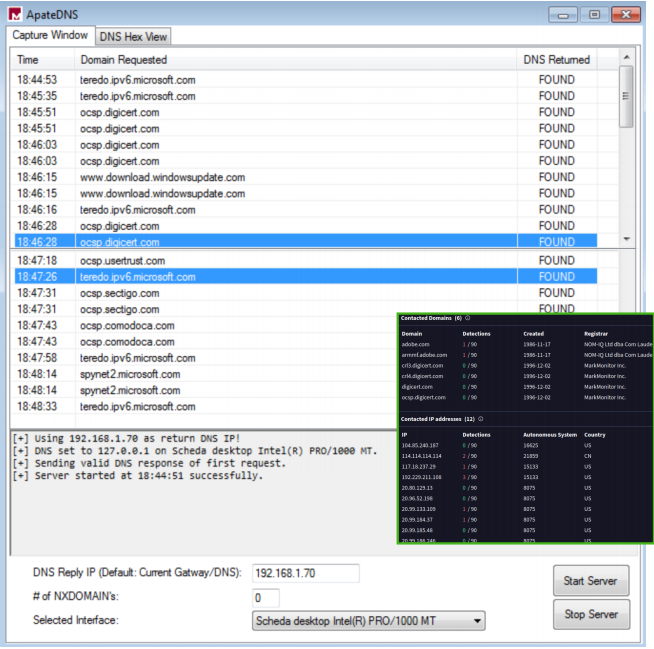 ApateDNS
Capture Window DNS Hex View
Time Domain Requested DNS Returned
18:44:53 teredo.ipv6.microsoft.com FOUND
18:45:35 teredo.ipv6.microsoft.com FOUND
18:45:51 ocsp.digicert.com FOUND
18:45:51 ocsp.digicert.com FOUND
18:46:03 ocsp.digicert.com FOUND
18:46:03 ocsp.digicert.com FOUND
18:46:15 www.download.windowsupdate.com FOUND
18:46:15 www.download.windowsupdate.com FOUND
18:46:16 teredo.ipv6.microsoft.com FOUND
18:46:28 ocsp.digicert.com FOUND
18:46:28 ocsp.digicert.com FOUND
18:47:18 ocsp.usertrust.com FOUND
18:47:26 teredo.ipv6.microsoft.com FOUND
18:47:31 ocsp.sectigo.com FOUND
18:47:31 ocsp.sectigo.com FOUND
18:47:43 ocsp.comodoca.com
18:47:43 ocsp.comodoca.com
18:47:58 teredo.ipv6.microsoft.com
18:48:14 spynet2.microsoft.com
18:48:14 spynet2.microsoft.com
18:48:33 teredo.ipv6.microsoft.com
Contacted Domains (6)
Domain Detections Created Registrar
adobe.com 1 / 90 1986-11-17 NOM-IQ Ltd dba Com Laude
armmf.adobe.com 1 / 90 1986-11-17 NOM-IQ Ltd dba Com Laude
crl3.digicert.com 0 / 90 1996-12-02 MarkMonitor Inc.
crl4.digicert.com 0 / 90 1996-12-02 MarkMonitor Inc.
digicert.com 0 / 90 1996-12-02 MarkMonitor Inc.
ocsp.digicert.com 0 / 90 1996-12-02 MarkMonitor Inc.
Contacted IP addresses (12)
IP Detections Autonomous System Country
104.85.240.187 0 / 90 16625 US
114.114.114.114 2 / 90 21859 CN
117.18.237.29 1 / 90 15133 US
192.229.211.108 3 / 90 15133 US
20.80.129.13 0 / 90 8075 US
20.96.52.198 0 / 90 8075 US
20.99.133.109 1 / 90 8075 US
20.99.184.37 1 / 90 8075 US
20.99.185.48 0 / 90 8075 US
20.99.186.246 0 / 90 8075 US
[+] Using 192.168.1.70 as return DNS IP!
[+] DNS set to 127.0.0.1 on Scheda desktop Intel(R) PRO/1000 MT.
[+] Sending valid DNS response of first request.
[+] Server started at 18:44:51 successfully.
DNS Reply IP (Default: Current Gatway/DNS): 192.168.1.70
# of NXDOMAIN's: 0
Selected Interface: Scheda desktop Intel(R) PRO/1000 MT
Start Server
Stop Server